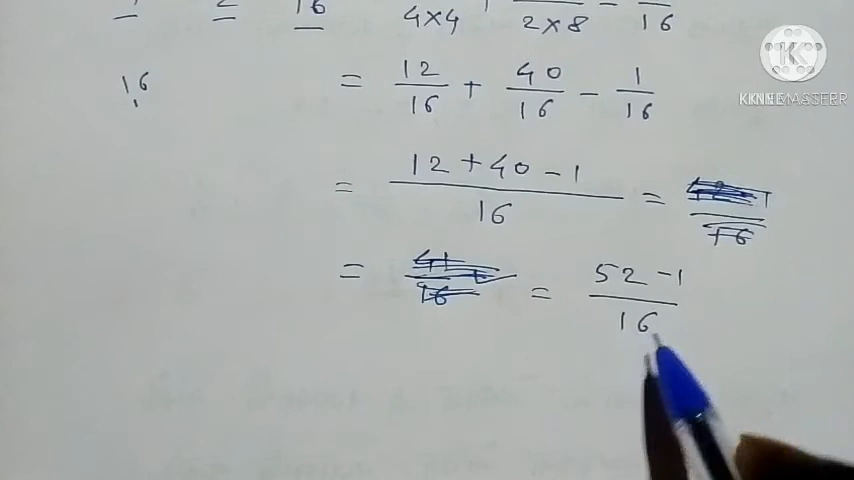 16 4×4 2×8 − 16
16 = 12/16 + 40/16 − 1/16
= 12 + 40 − 1 / 16 =
= = 52 − 1 / 16
K